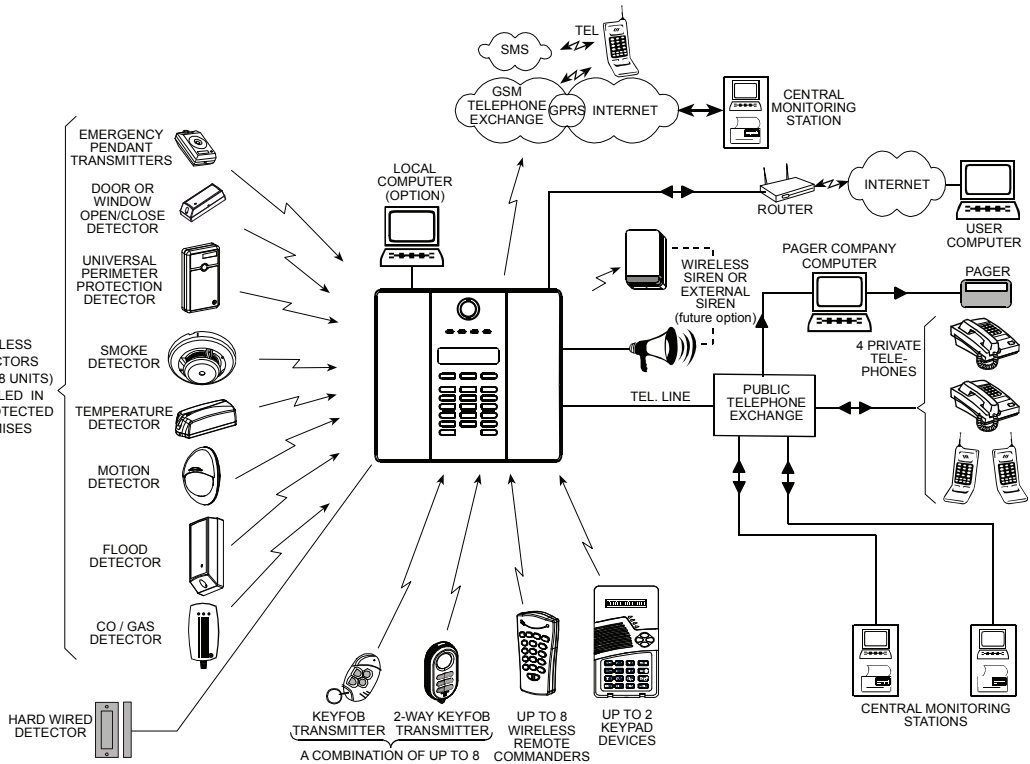 TEL
SMS
GSM
TELEPHONE
EXCHANGE
GPRS
INTERNET
CENTRAL
MONITORING
STATION
EMERGENCY
PENDANT
TRANSMITTERS
DOOR OR
WINDOW
OPEN/CLOSE
DETECTOR
UNIVERSAL
PERIMETER
PROTECTION
DETECTOR
SMOKE
DETECTOR
TEMPERATURE
DETECTOR
MOTION
DETECTOR
FLOOD
DETECTOR
CO / GAS
DETECTOR
HARD WIRED
DETECTOR
8 UNITS)
IN
LOCAL
COMPUTER
(OPTION)
ROUTER
INTERNET
USER
COMPUTER
WIRELESS
SIREN OR
EXTERNAL
SIREN
(future option)
PAGER COMPANY
COMPUTER
PAGER
4 PRIVATE
TELE-
PHONES
TEL. LINE
PUBLIC
TELEPHONE
EXCHANGE
CENTRAL MONITORING
STATIONS
KEYFOB
TRANSMITTER
2-WAY KEYFOB
TRANSMITTER
A COMBINATION OF UP TO 8
UP TO 8
WIRELESS
REMOTE
COMMANDERS
UP TO 2
KEYPAD
DEVICES